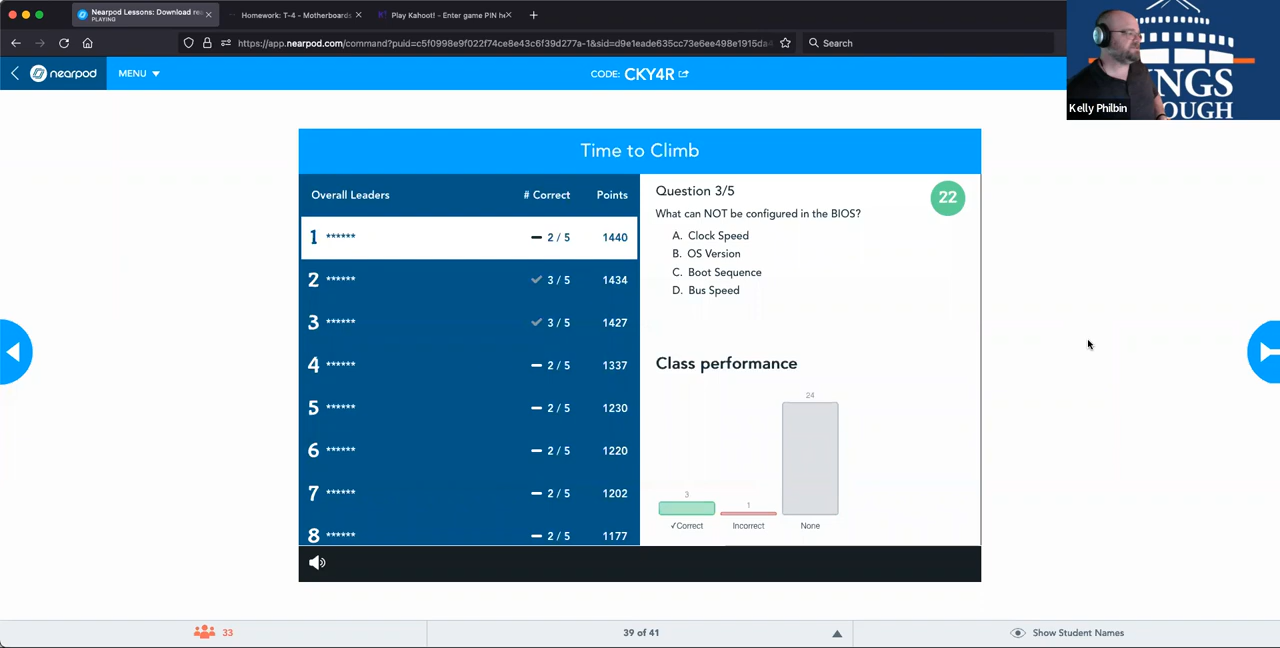 Nearpod Lessons: Download rea
PLAYING
Homework: T-4 - Motherboards
Play Kahoot! - Enter game PIN he
https://app.nearpod.com/command?puid=c5f0998e9f022f74ce8e43c6f39d277a-1&sid=d9e1eade635cc73e6ee498e1915da4
Search
nearpod
MENU
CODE: CKY4R
NGS
OUGH
Kelly Philbin
Time to Climb
Overall Leaders # Correct Points
1 ****** 2 / 5 1440
2 ****** 3 / 5 1434
3 ****** 3 / 5 1427
4 ****** 2 / 5 1337
5 ****** 2 / 5 1230
6 ****** 2 / 5 1220
7 ****** 2 / 5 1202
8 ****** 2 / 5 1177
Question 3/5
22
What can NOT be configured in the BIOS?
A. Clock Speed
B. OS Version
C. Boot Sequence
D. Bus Speed
Class performance
24
3
1
✓Correct Incorrect None
33
39 of 41
Show Student Names